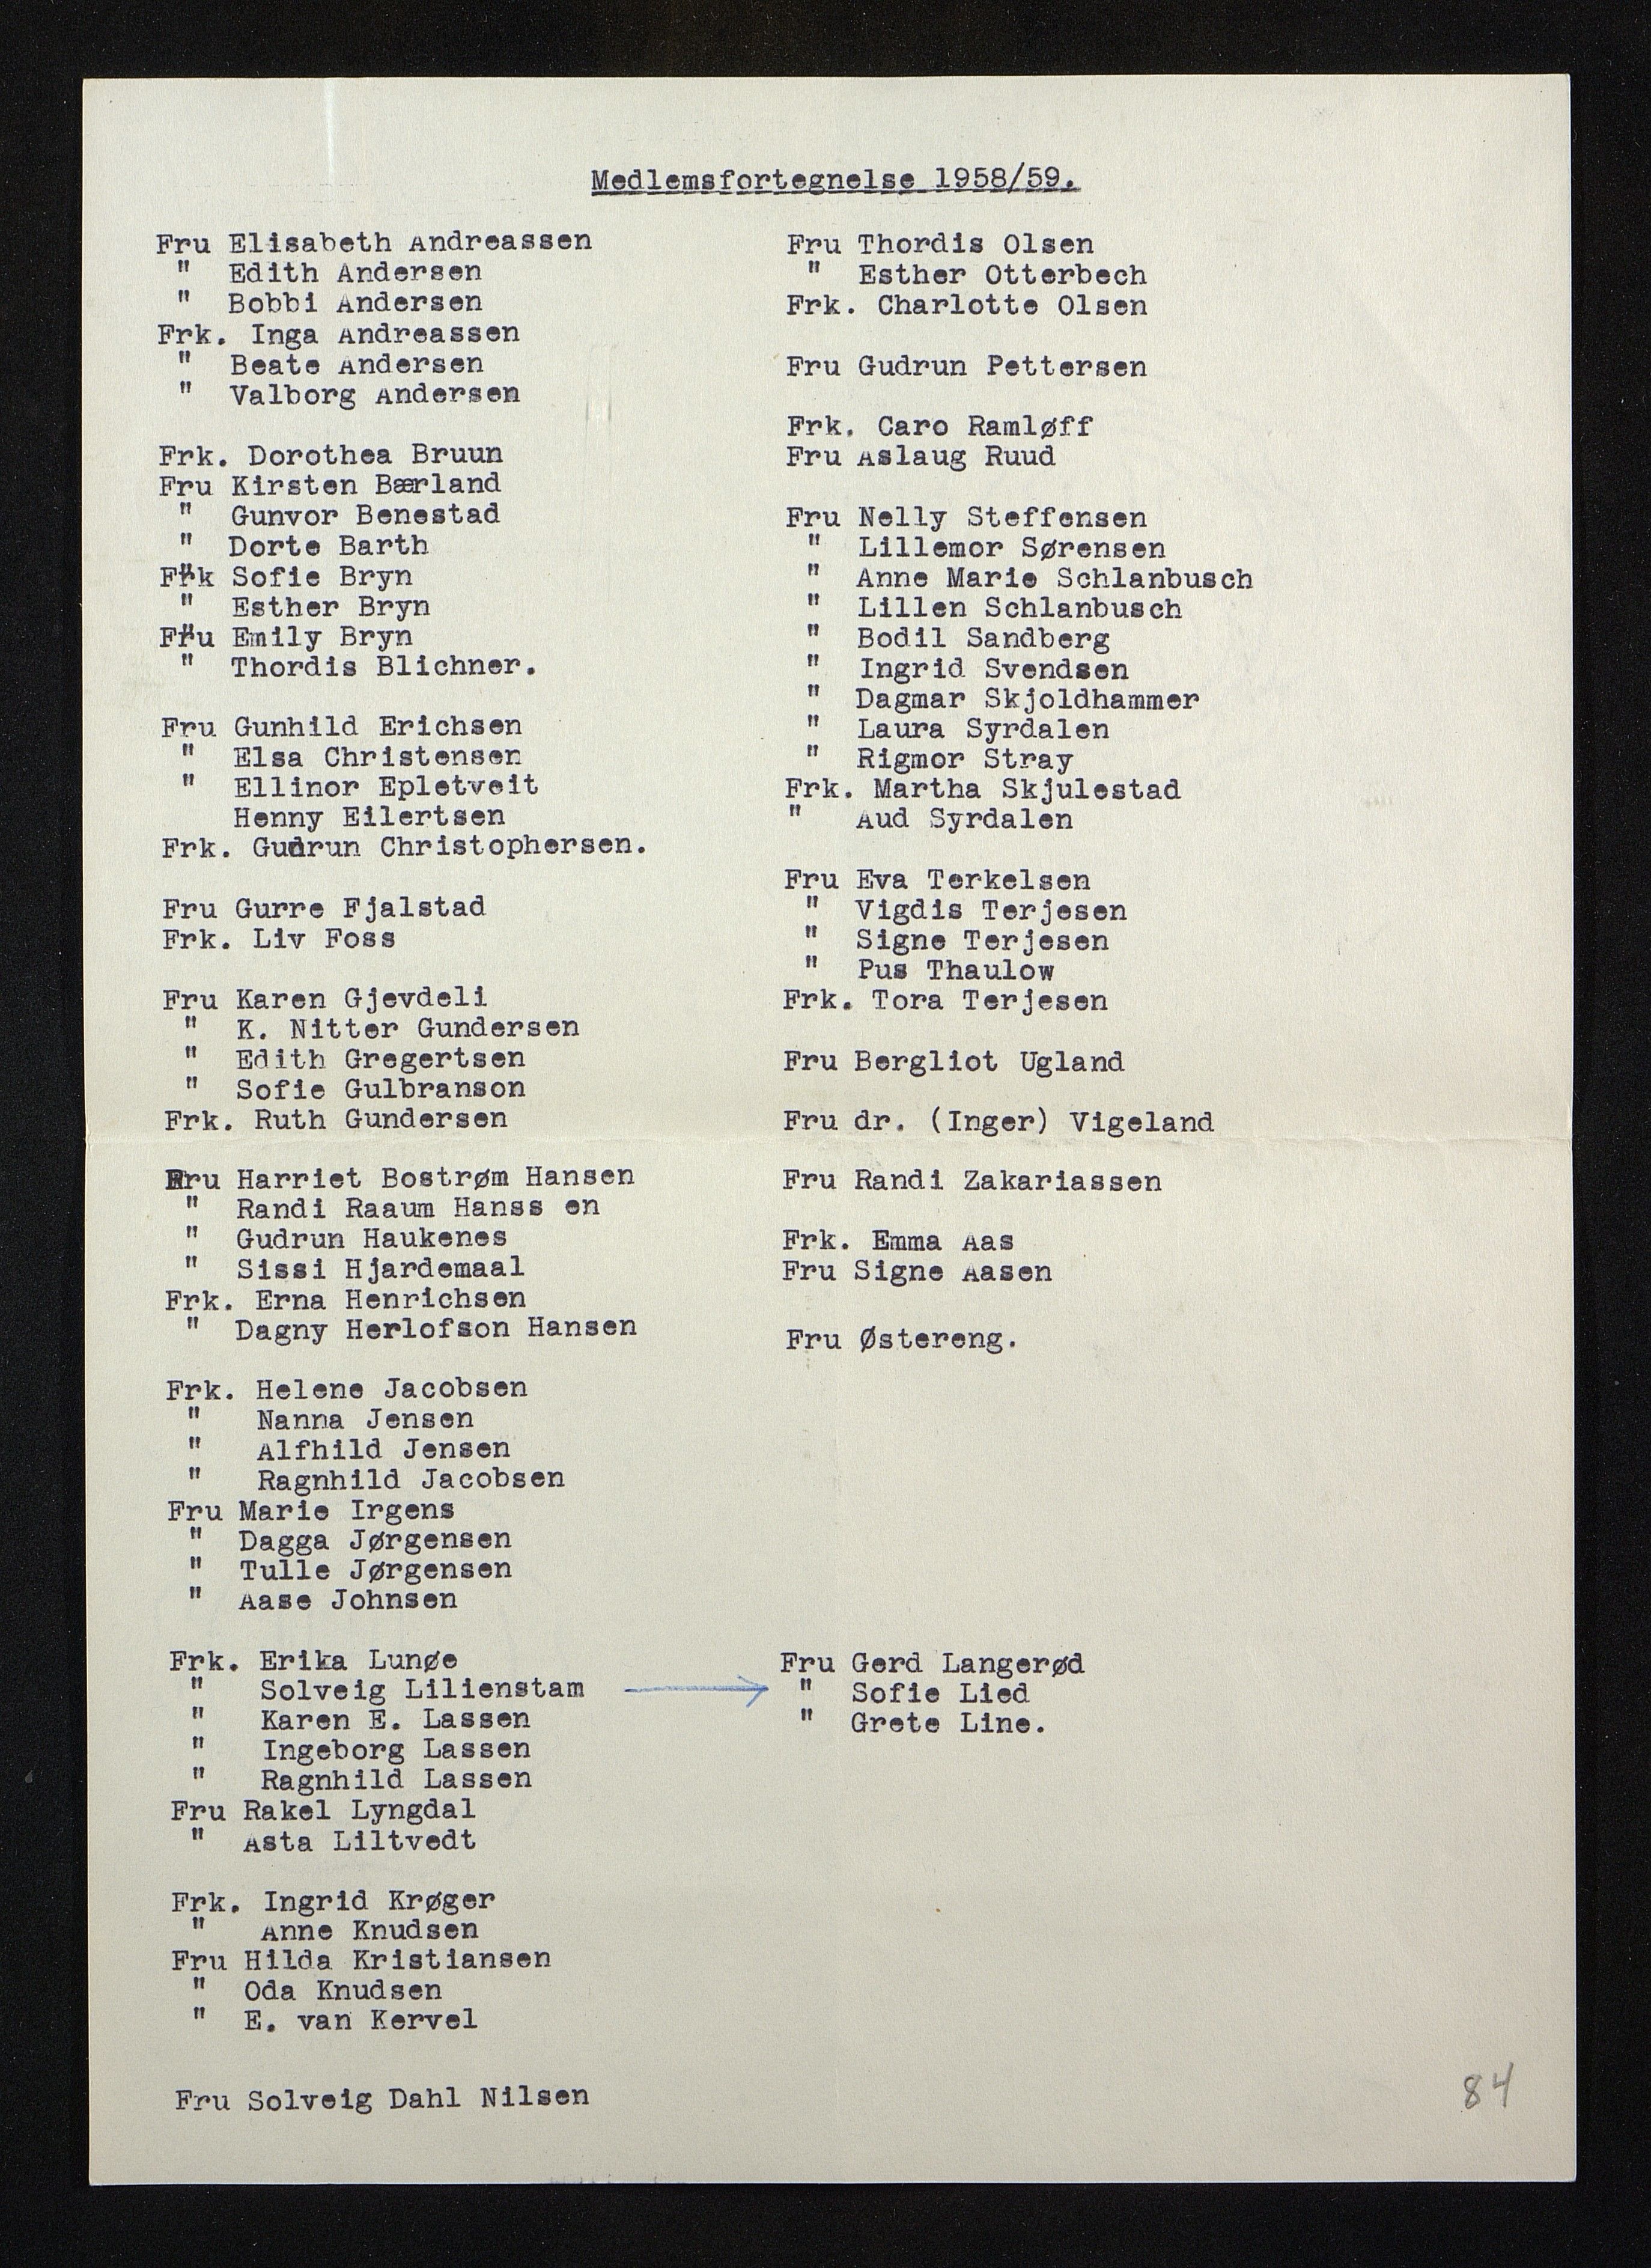 Medlemsfortegnelse 1958/59.
Fru Elisabeth Andreassen
" Edith Andersen
" Bobbi Andersen
Frk. Inga Andreassen
" Beate Andersen
" Valborg Andersen
Frk. Dorothea Bruun
Fru Kirsten Bærland
" Gunvor Benestad
" Dorte Barth
Frk Sofie Bryn
" Esther Bryn
Fru Emily Bryn
" Thordis Blichner.
Fru Gunhild Erichsen
" Elsa Christensen
" Ellinor Epletveit
Henny Eilertsen
Frk. Gudrun Christophersen.
Fru Gurre Fjalstad
Frk. Liv Foss
Fru Karen Gjevdeli
" K. Nitter Gundersen
" Edith Gregertsen
" Sofie Gulbranson
Frk. Ruth Gundersen
Fru Harriet Bostrøm Hansen
" Randi Raaum Hanss en
" Gudrun Haukenes
" Sissi Hjardemaal
Frk. Erna Henrichsen
" Dagny Herlofson Hansen
Frk. Helene Jacobsen
" Nanna Jensen
" Alfhild Jensen
" Ragnhild Jacobsen
Fru Marie Irgens
" Dagga Jørgensen
" Tulle Jørgensen
" Aase Johnsen
Frk. Erika Lunøe
" Solveig Lilienstam
" Karen E. Lassen
" Ingeborg Lassen
" Ragnhild Lassen
Fru Rakel Lyngdal
" Asta Liltvedt
Frk. Ingrid Krøger
" Anne Knudsen
Fru Hilda Kristiansen
" Oda Knudsen
" E. van Kervel
Fru Solveig Dahl Nilsen
Fru Thordis Olsen
" Esther Otterbech
Frk. Charlotte Olsen
Fru Gudrun Pettersen
Frk. Caro Ramløff
Fru Aslaug Ruud
Fru Nelly Steffensen
" Lillemor Sørensen
" Anne Marie Schlanbusch
" Lillen Schlanbusch
" Bodil Sandberg
" Ingrid Svendsen
" Dagmar Skjoldhammer
" Laura Syrdalen
" Rigmor Stray
Frk. Martha Skjulestad
" Aud Syrdalen
Fru Eva Terkelsen
" Vigdis Terjesen
" Signe Terjesen
" Pus Thaulow
Frk. Tora Terjesen
Fru Bergliot Ugland
Fru dr. (Inger) Vigeland
Fru Randi Zakariassen
Frk. Emma Aas
Fru Signe Aasen
Fru Østereng.
Fru Gerd Langerød
" Sofie Lied
" Grete Line.
84